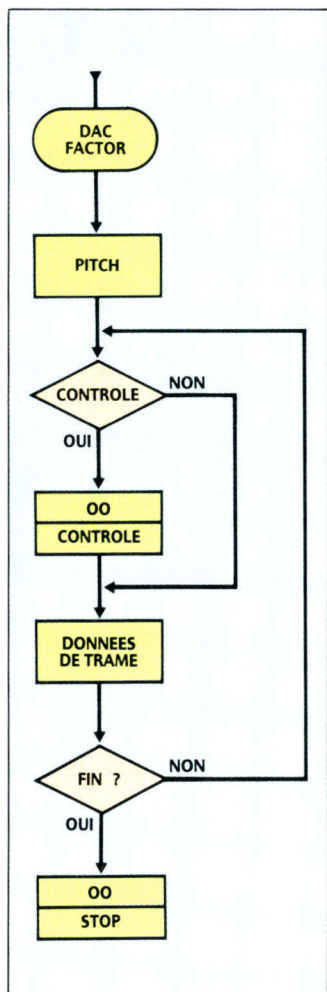 DAC
FACTOR
PITCH
CONTROLE
NON
OUI
OO
CONTROLE
DONNEES
DE TRAME
FIN ?
NON
OUI
OO
STOP